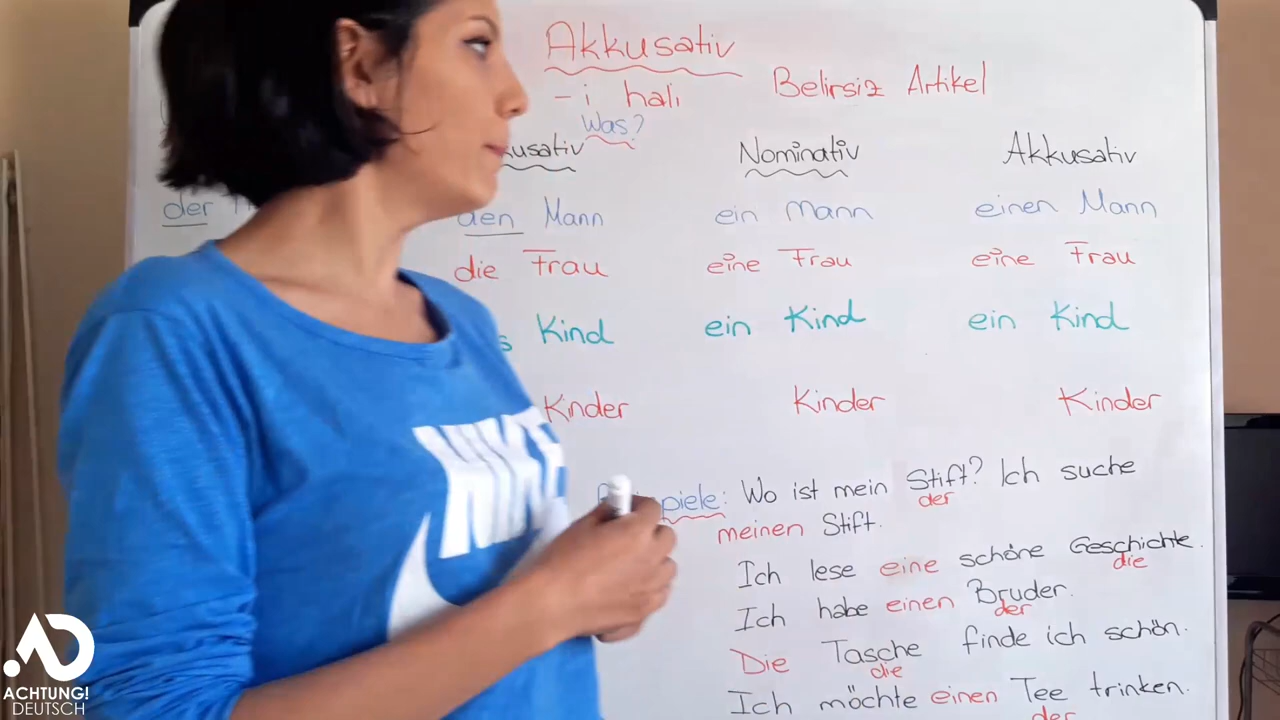 Akkusativ
-i hali Belirsiz Artikel
Was?
Nominativ Akkusativ
der den Mann ein Mann einen Mann
die Frau eine Frau eine Frau
Kind ein Kind ein Kind
Kinder Kinder Kinder
Wo ist mein Stift? Ich suche
der
meinen Stift.
Ich lese eine schöne Geschichte.
die
Ich habe einen Bruder.
der
Die Tasche finde ich schön.
die
Ich möchte einen Tee trinken.
der
NIKE
ACHTUNG!
DEUTSCH